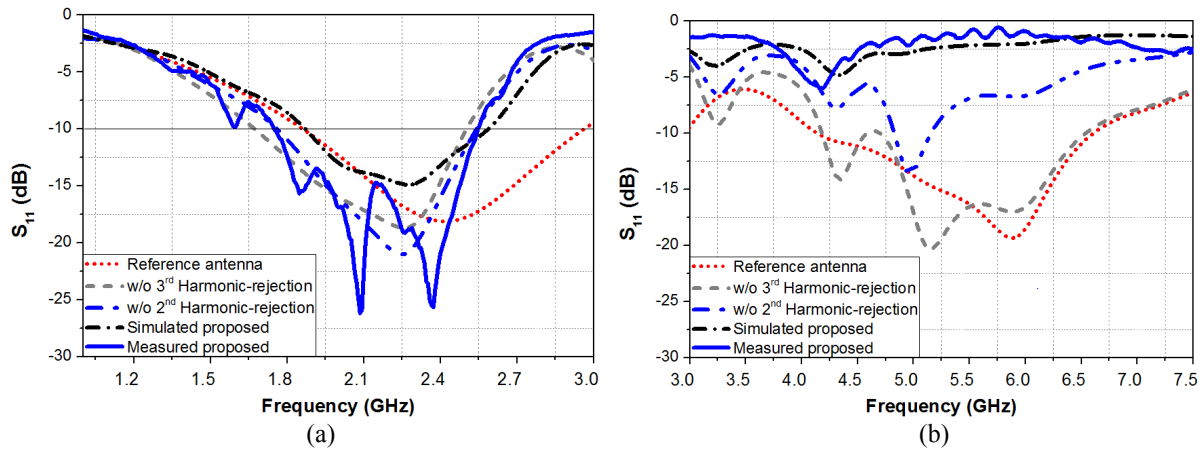 0
-5
-10
-15
-20
-25
-30
S11 (dB)
Reference antenna
w/o 3rd Harmonic-rejection
w/o 2nd Harmonic-rejection
Simulated proposed
Measured proposed
1.2 1.5 1.8 2.1 2.4 2.7 3.0
Frequency (GHz)
(a)
0
-5
-10
-15
-20
-25
-30
S11 (dB)
Reference antenna
w/o 3rd Harmonic-rejection
w/o 2nd Harmonic-rejection
Simulated proposed
Measured proposed
3.0 3.5 4.0 4.5 5.0 5.5 6.0 6.5 7.0 7.5
Frequency (GHz)
(b)